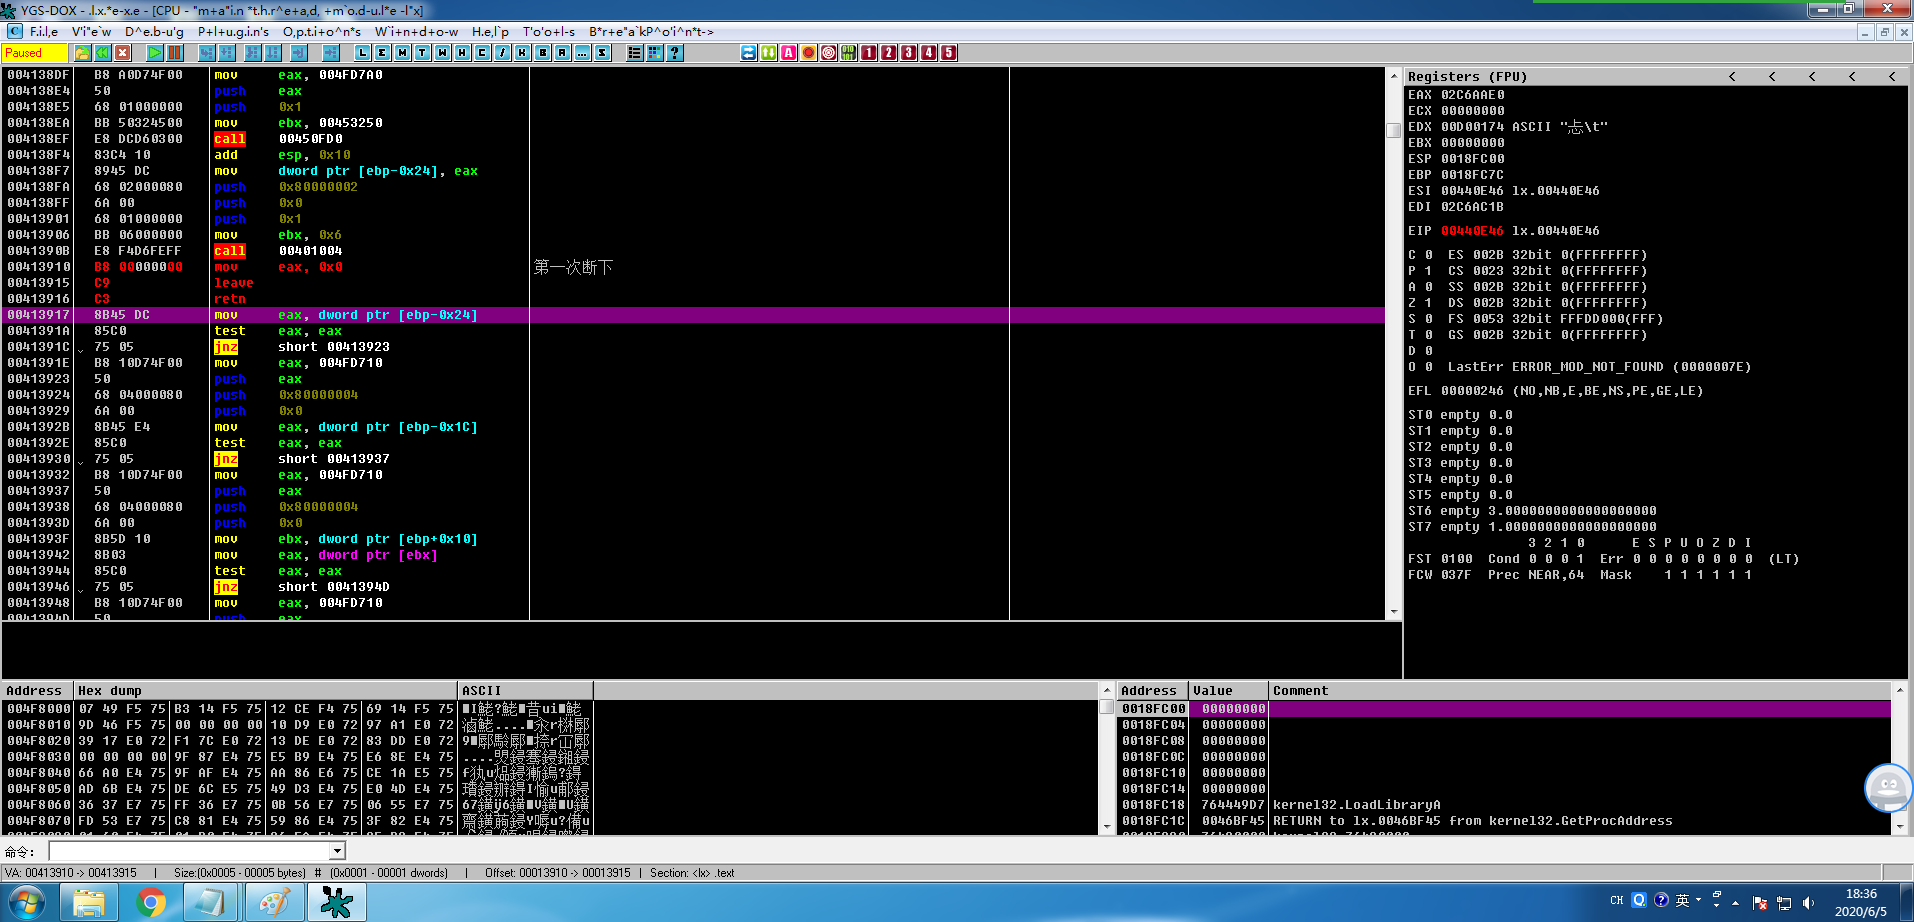 YGS-DOX - .l.x.*e-x.e - [CPU - "m+a"i.n *t.h.r^e+a,d, +m`o.d-u.l*e -l"x]
C F.i.l,e V'i"e`w D^e.b-u'g P+l+u.g.i.n's O,p.t.i+o^n*s W`i+n+d+o-w H.e,l`p T'o'o+l-s B*r+e"a`kP^o'i^n*t->
Paused L E M T W H C / K B R ... S ? A 1 2 3 4 5
004138DF B8 A0D74F00 mov eax, 004FD7A0
004138E4 50 push eax
004138E5 68 01000000 push 0x1
004138EA BB 50324500 mov ebx, 00453250
004138EF E8 DCD60300 call 00450FD0
004138F4 83C4 10 add esp, 0x10
004138F7 8945 DC mov dword ptr [ebp-0x24], eax
004138FA 68 02000080 push 0x80000002
004138FF 6A 00 push 0x0
00413901 68 01000000 push 0x1
00413906 BB 06000000 mov ebx, 0x6
0041390B E8 F4D6FEFF call 00401004
00413910 B8 00000000 mov eax, 0x0 第一次断下
00413915 C9 leave
00413916 C3 retn
00413917 8B45 DC mov eax, dword ptr [ebp-0x24]
0041391A 85C0 test eax, eax
0041391C 75 05 jnz short 00413923
0041391E B8 10D74F00 mov eax, 004FD710
00413923 50 push eax
00413924 68 04000080 push 0x80000004
00413929 6A 00 push 0x0
0041392B 8B45 E4 mov eax, dword ptr [ebp-0x1C]
0041392E 85C0 test eax, eax
00413930 75 05 jnz short 00413937
00413932 B8 10D74F00 mov eax, 004FD710
00413937 50 push eax
00413938 68 04000080 push 0x80000004
0041393D 6A 00 push 0x0
0041393F 8B5D 10 mov ebx, dword ptr [ebp+0x10]
00413942 8B03 mov eax, dword ptr [ebx]
00413944 85C0 test eax, eax
00413946 75 05 jnz short 0041394D
00413948 B8 10D74F00 mov eax, 004FD710
0041394D 50 push eax
Registers (FPU) < < < < <
EAX 02C6AAE0
ECX 00000000
EDX 00D00174 ASCII "忐\t"
EBX 00000000
ESP 0018FC00
EBP 0018FC7C
ESI 00440E46 lx.00440E46
EDI 02C6AC1B
EIP 00440E46 lx.00440E46
C 0 ES 002B 32bit 0(FFFFFFFF)
P 1 CS 0023 32bit 0(FFFFFFFF)
A 0 SS 002B 32bit 0(FFFFFFFF)
Z 1 DS 002B 32bit 0(FFFFFFFF)
S 0 FS 0053 32bit FFFDD000(FFF)
T 0 GS 002B 32bit 0(FFFFFFFF)
D 0
O 0 LastErr ERROR_MOD_NOT_FOUND (0000007E)
EFL 00000246 (NO,NB,E,BE,NS,PE,GE,LE)
ST0 empty 0.0
ST1 empty 0.0
ST2 empty 0.0
ST3 empty 0.0
ST4 empty 0.0
ST5 empty 0.0
ST6 empty 3.0000000000000000000
ST7 empty 1.0000000000000000000
3 2 1 0 E S P U O Z D I
FST 0100 Cond 0 0 0 1 Err 0 0 0 0 0 0 0 0 (LT)
FCW 037F Prec NEAR,64 Mask 1 1 1 1 1 1
Address Hex dump ASCII
004F8000 07 49 F5 75 B3 14 F5 75 12 CE F4 75 69 14 F5 75
004F8010 9D 46 F5 75 00 00 00 00 10 D9 E0 72 97 A1 E0 72
004F8020 39 17 E0 72 F1 7C E0 72 13 DE E0 72 83 DD E0 72
004F8030 00 00 00 00 9F 87 E4 75 E5 B9 E4 75 E6 8E E4 75
004F8040 66 A0 E4 75 9F AF E4 75 AA 86 E6 75 CE 1A E5 75
004F8050 AD 6B E4 75 DE 6C E5 75 49 D3 E4 75 E0 4D E4 75
004F8060 36 37 E7 75 FF 36 E7 75 0B 56 E7 75 06 55 E7 75
004F8070 FD 53 E7 75 C8 81 E4 75 59 86 E4 75 3F 82 E4 75
Address Value Comment
0018FC00 00000000
0018FC04 00000000
0018FC08 00000000
0018FC0C 00000000
0018FC10 00000000
0018FC14 00000000
0018FC18 764449D7 kernel32.LoadLibraryA
0018FC1C 0046BF45 RETURN to lx.0046BF45 from kernel32.GetProcAddress
命令:
VA: 00413910 -> 00413915 | Size:(0x0005 - 00005 bytes) # (0x0001 - 00001 dwords) | Offset: 00013910 -> 00013915 | Section: <lx> .text
CH 英 18:36
2020/6/5